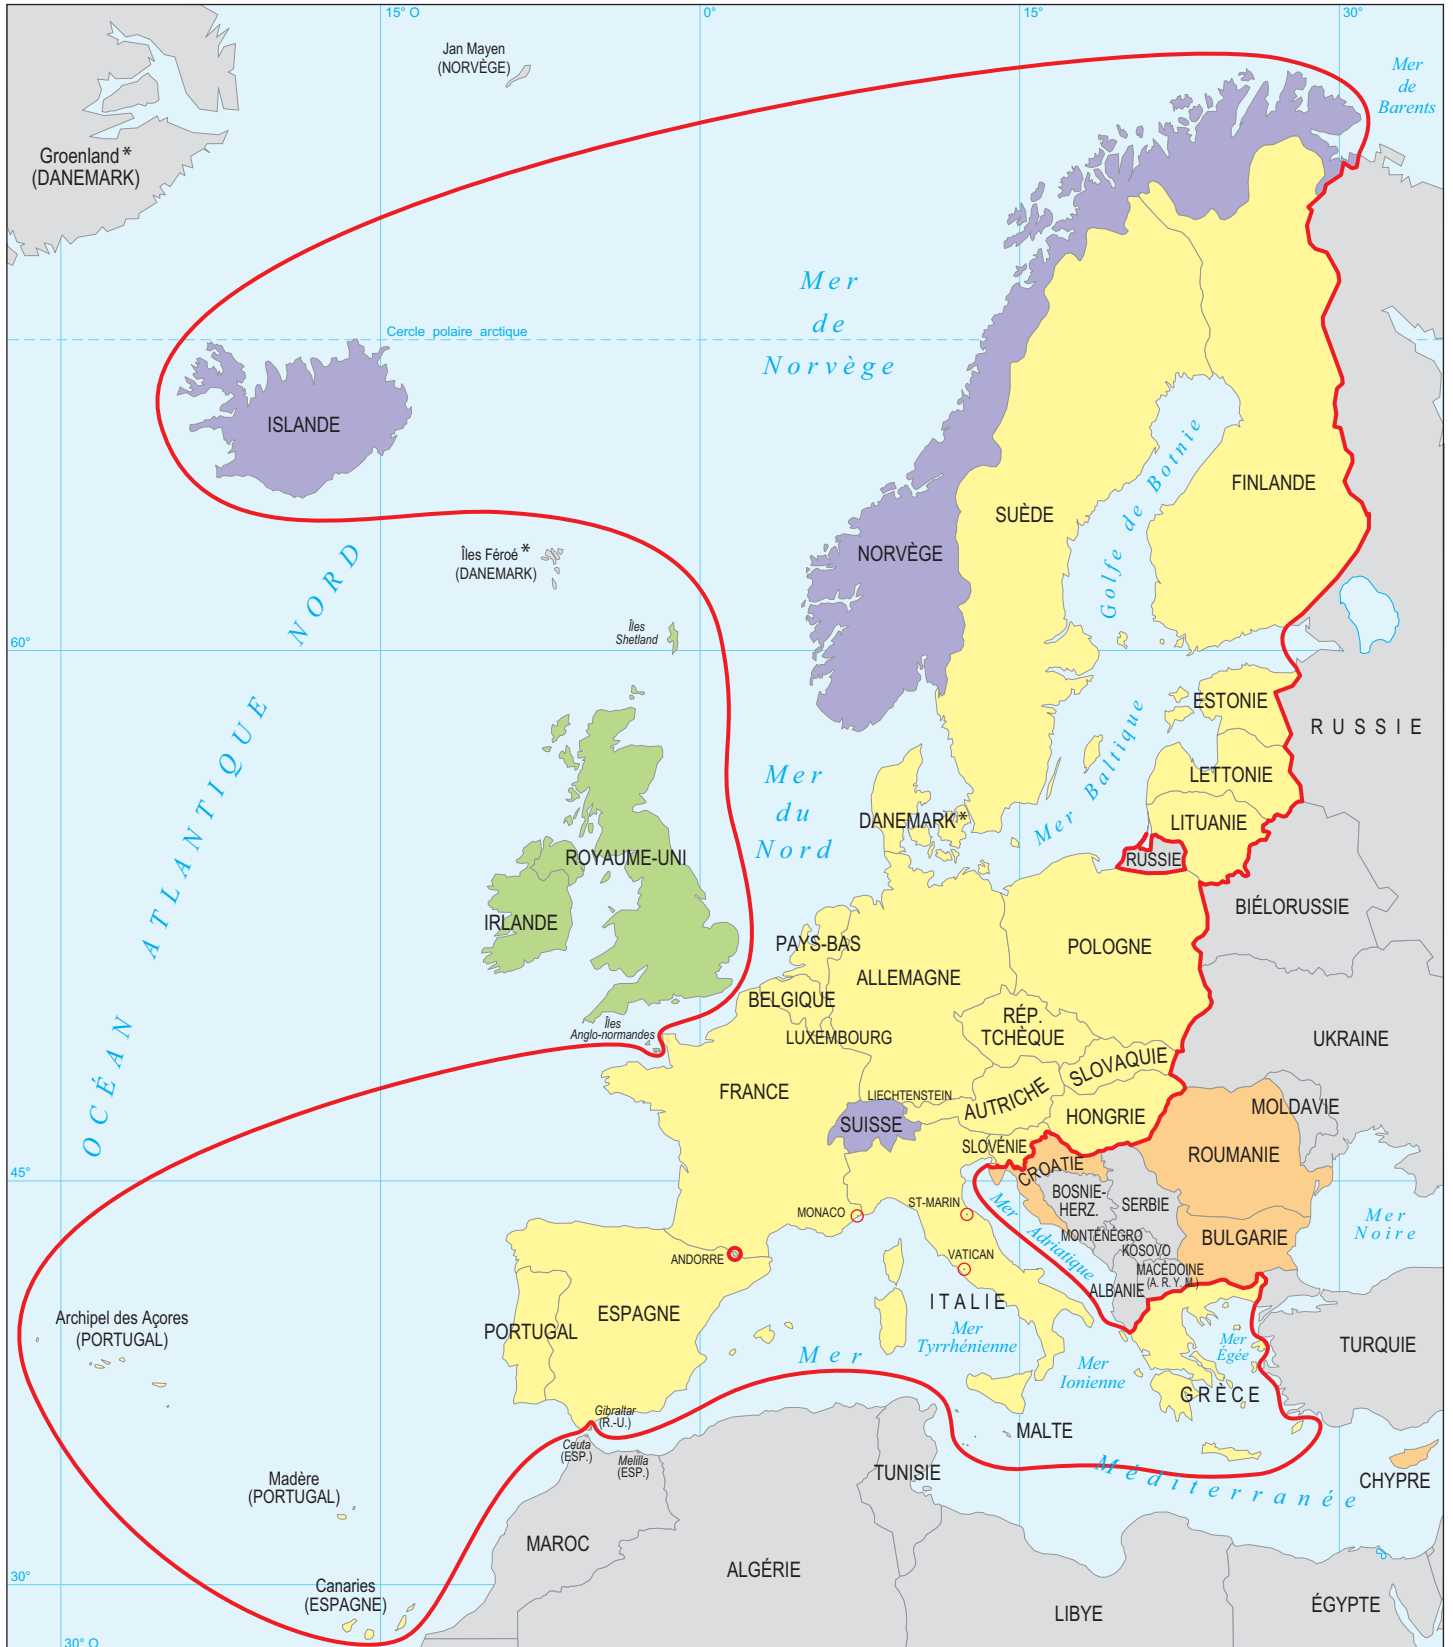 15° O
0°
15°
30°
Jan Mayen
(NORVÈGE)
Mer
de
Barents
Groenland *
(DANEMARK)
Mer
de
Norvège
Cercle polaire arctique
ISLANDE
Golfe de Botnie
FINLANDE
SUÈDE
NORVÈGE
Îles Féroé *
(DANEMARK)
Îles
Shetland
60°
OCÉAN ATLANTIQUE NORD
ESTONIE
RUSSIE
Mer Baltique
LETTONIE
Mer
du
Nord
DANEMARK*
LITUANIE
RUSSIE
ROYAUME-UNI
IRLANDE
BIÉLORUSSIE
PAYS-BAS
POLOGNE
ALLEMAGNE
BELGIQUE
RÉP.
TCHÈQUE
Îles
Anglo-normandes
LUXEMBOURG
UKRAINE
SLOVAQUIE
FRANCE
LIECHTENSTEIN
AUTRICHE
HONGRIE
MOLDAVIE
SUISSE
SLOVÉNIE
ROUMANIE
45°
CROATIE
BOSNIE-
HERZ.
SERBIE
MONACO
ST-MARIN
Mer Adriatique
Mer
Noire
MONTÉNÉGRO
KOSOVO
BULGARIE
ANDORRE
VATICAN
MACÉDOINE
(A. R. Y. M.)
ALBANIE
ITALIE
ESPAGNE
PORTUGAL
Archipel des Açores
(PORTUGAL)
Mer
Tyrrhénienne
Mer
Égée
TURQUIE
Mer Méditerranée
Mer
Ionienne
GRÈCE
Gibraltar
(R.-U.)
MALTE
Ceuta
(ESP.)
Melilla
(ESP.)
TUNISIE
CHYPRE
Madère
(PORTUGAL)
MAROC
ALGÉRIE
30°
Canaries
(ESPAGNE)
LIBYE
ÉGYPTE
30° O